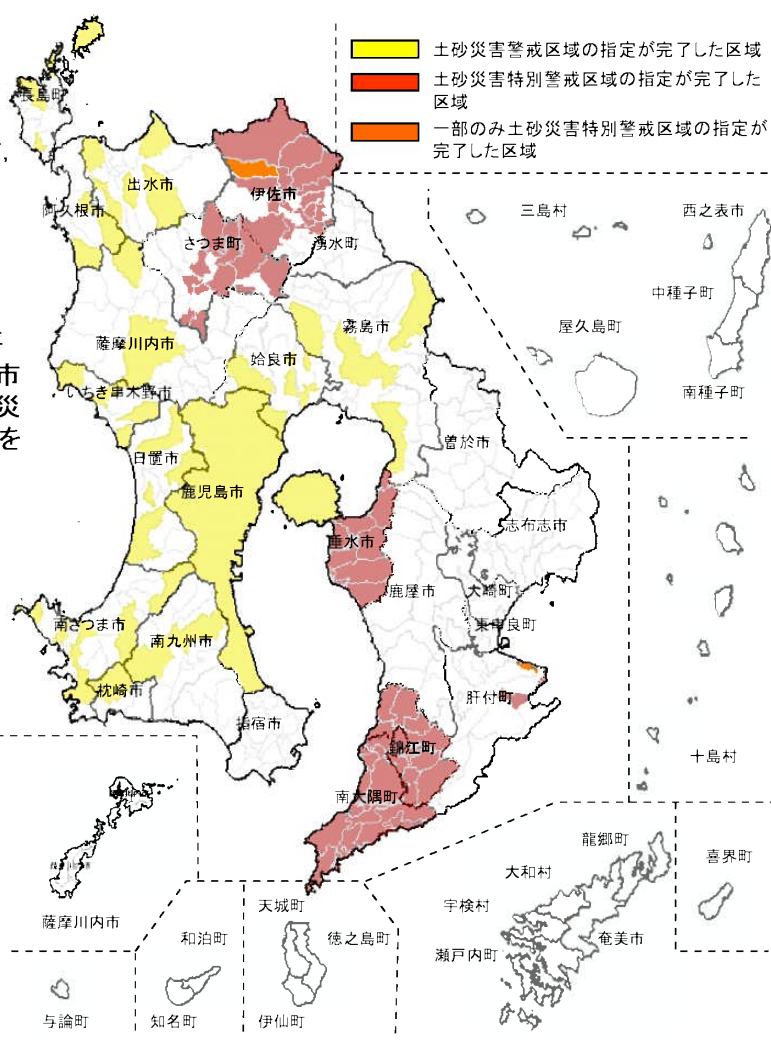 土砂災害警戒区域の指定が完了した区域
土砂災害特別警戒区域の指定が完了した
区域
一部のみ土砂災害特別警戒区域の指定が
完了した区域
長島町
出水市
阿久根市
伊佐市
さつま町
湧水町
三島村
西之表市
中種子町
屋久島町
南種子町
霧島市
薩摩川内市
姶良市
いちき串木野市
市
災
を
日置市
鹿児島市
曽於市
志布志市
垂水市
鹿屋市
大崎町
東串良町
南さつま市
南九州市
枕崎市
指宿市
肝付町
錦江町
南大隅町
十島村
薩摩川内市
龍郷町
大和村
宇検村
瀬戸内町
奄美市
喜界町
天城町
徳之島町
伊仙町
和泊町
知名町
与論町